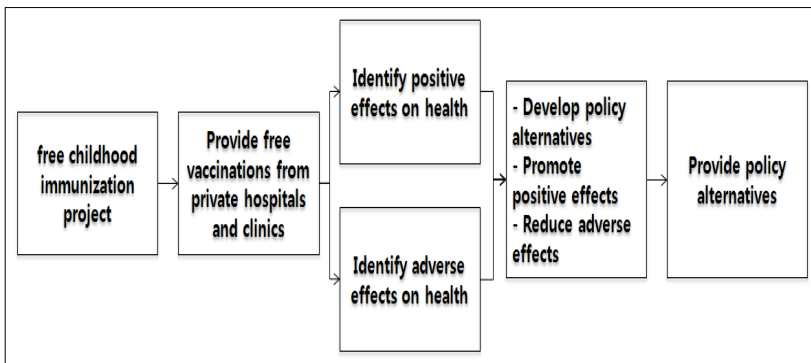 free childhood
immunization
project
Provide free
vaccinations from
private hospitals
and clinics
Identify positive
effects on health
Identify adverse
effects on health
- Develop policy
alternatives
- Promote
positive effects
- Reduce adverse
effects
Provide policy
alternatives